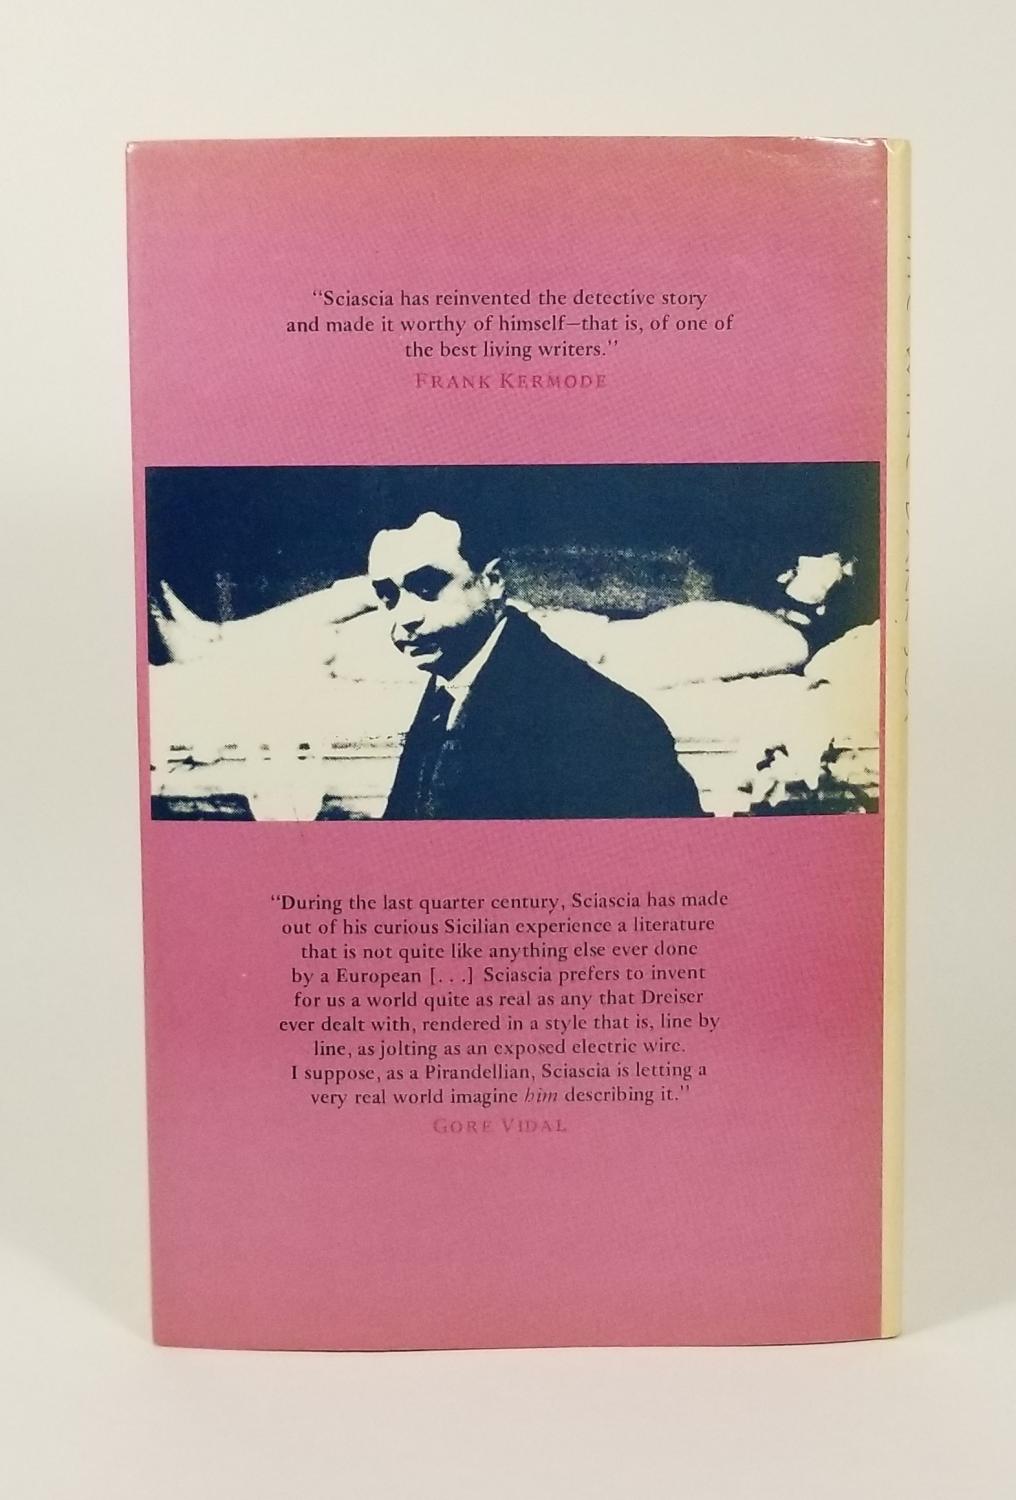 “Sciascia has reinvented the detective story
and made it worthy of himself—that is, of one of
the best living writers.”
FRANK KERMODE
“During the last quarter century, Sciascia has made
out of his curious Sicilian experience a literature
that is not quite like anything else ever done
by a European [. . .] Sciascia prefers to invent
for us a world quite as real as any that Dreiser
ever dealt with, rendered in a style that is, line by
line, as jolting as an exposed electric wire.
I suppose, as a Pirandellian, Sciascia is letting a
very real world imagine him describing it.”
GORE VIDAL